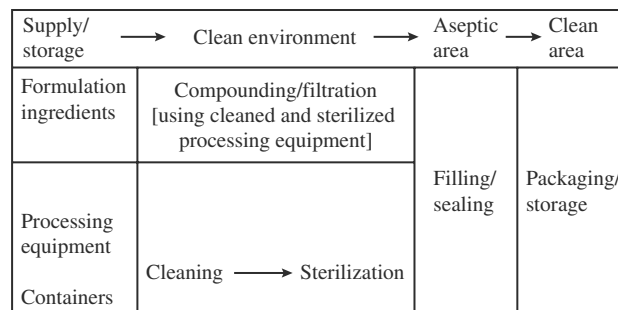 Supply/
storage
Clean environment
Aseptic
area
Clean
area
Formulation
ingredients
Compounding/filtration
[using cleaned and sterilized
processing equipment]
Filling/
sealing
Packaging/
storage
Processing
equipment
Cleaning
Sterilization
Containers